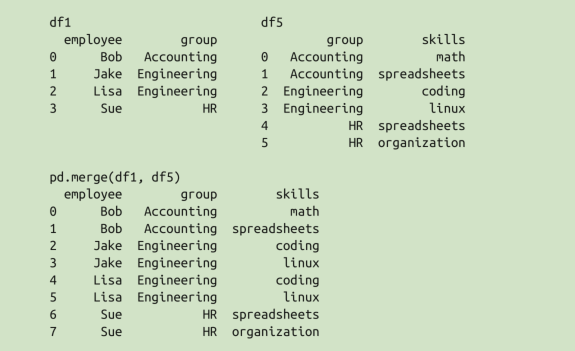 df1                            df5
  employee        group                group        skills
0      Bob   Accounting        0   Accounting          math
1     Jake  Engineering        1   Accounting  spreadsheets
2     Lisa  Engineering        2  Engineering        coding
3      Sue           HR        3  Engineering         linux
                               4           HR  spreadsheets
                               5           HR  organization
pd.merge(df1, df5)
  employee        group        skills
0      Bob   Accounting          math
1      Bob   Accounting  spreadsheets
2     Jake  Engineering        coding
3     Jake  Engineering         linux
4     Lisa  Engineering        coding
5     Lisa  Engineering         linux
6      Sue           HR  spreadsheets
7      Sue           HR  organization